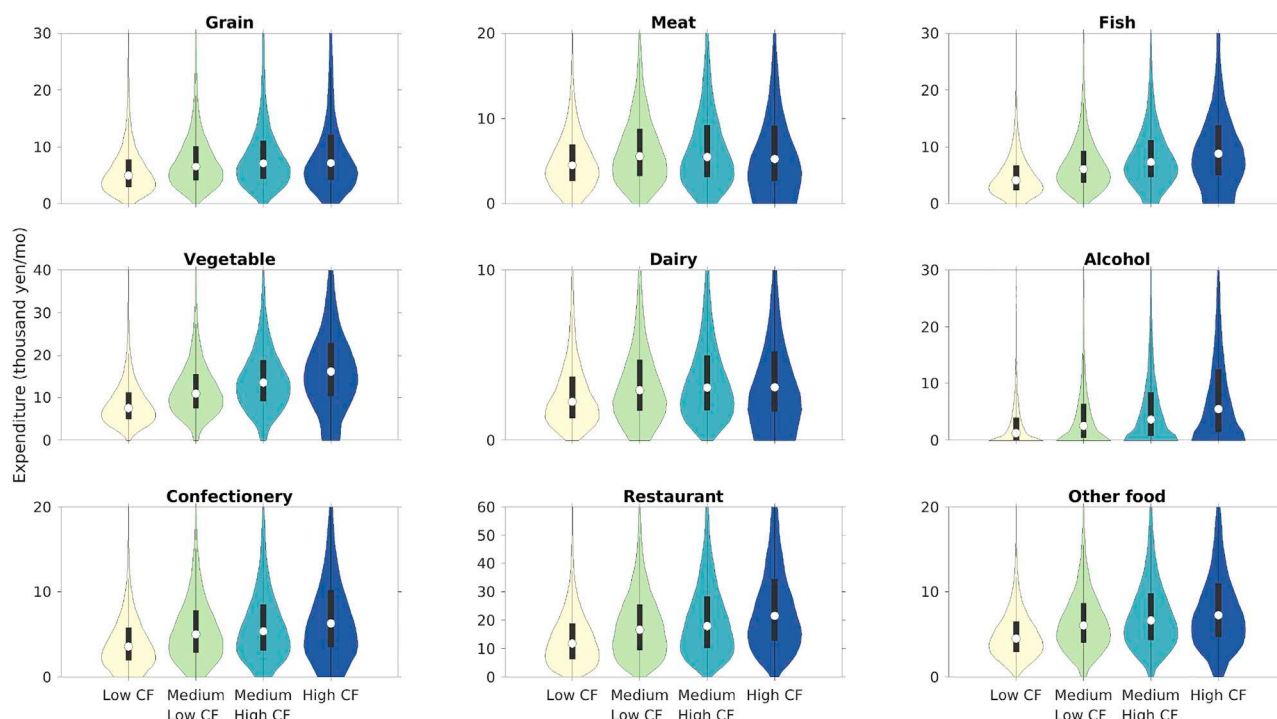 Grain
30
20
10
0
Meat
20
10
0
Fish
30
20
10
0
Expenditure (thousand yen/mo)
Vegetable
40
30
20
10
0
Dairy
10
0
Alcohol
30
20
10
0
Confectionery
20
10
0
Low CF
Medium
Low CF
Medium
High CF
High CF
Restaurant
60
50
40
30
20
10
0
Low CF
Medium
Low CF
Medium
High CF
High CF
Other food
20
10
0
Low CF
Medium
Low CF
Medium
High CF
High CF